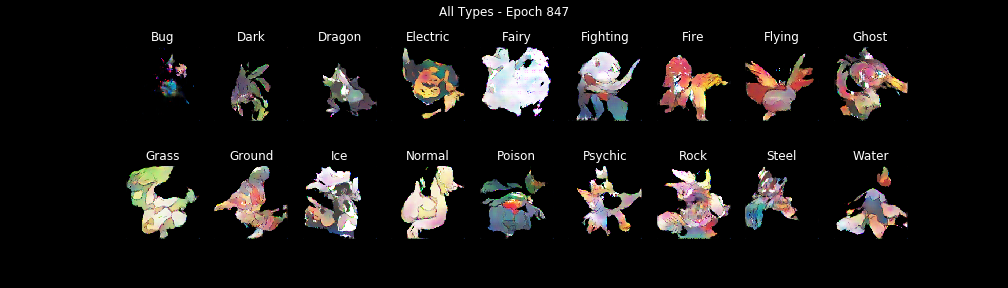 All Types - Epoch 847
Bug Dark Dragon Electric Fairy Fighting Fire Flying Ghost
Grass Ground Ice Normal Poison Psychic Rock Steel Water